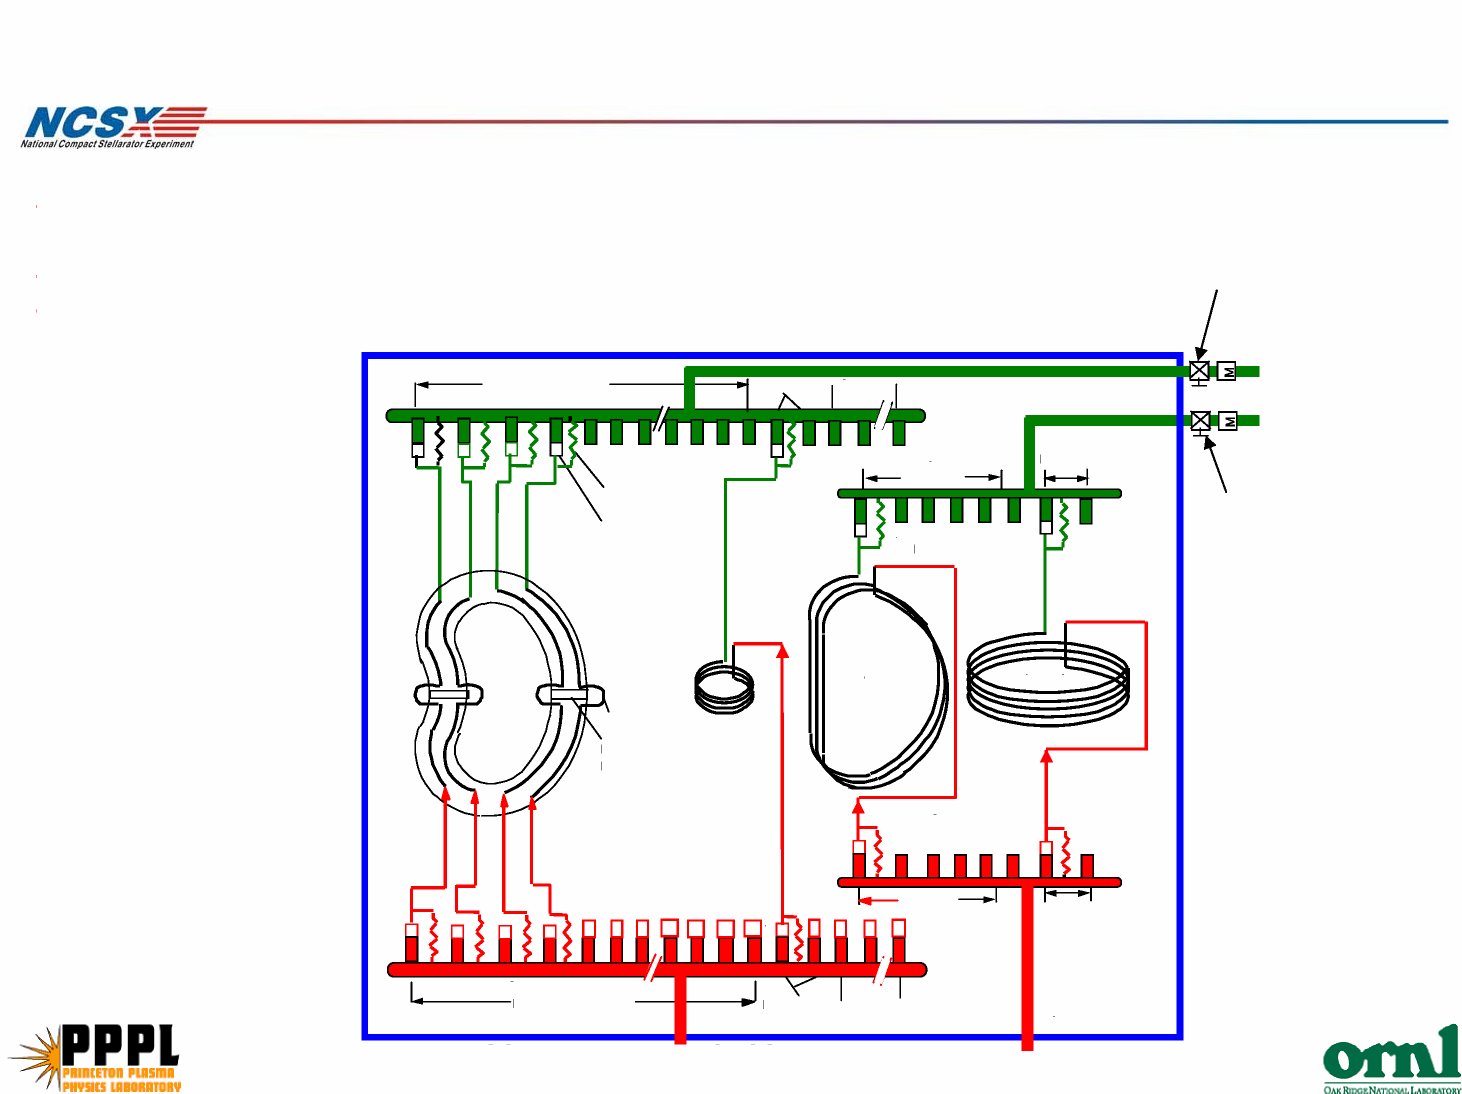 NCSX
National Compact Stellarator Experiment
M
M
PPPL
PRINCETON PLASMA
PHYSICS LABORATORY
ornl
OAK RIDGE NATIONAL LABORATORY